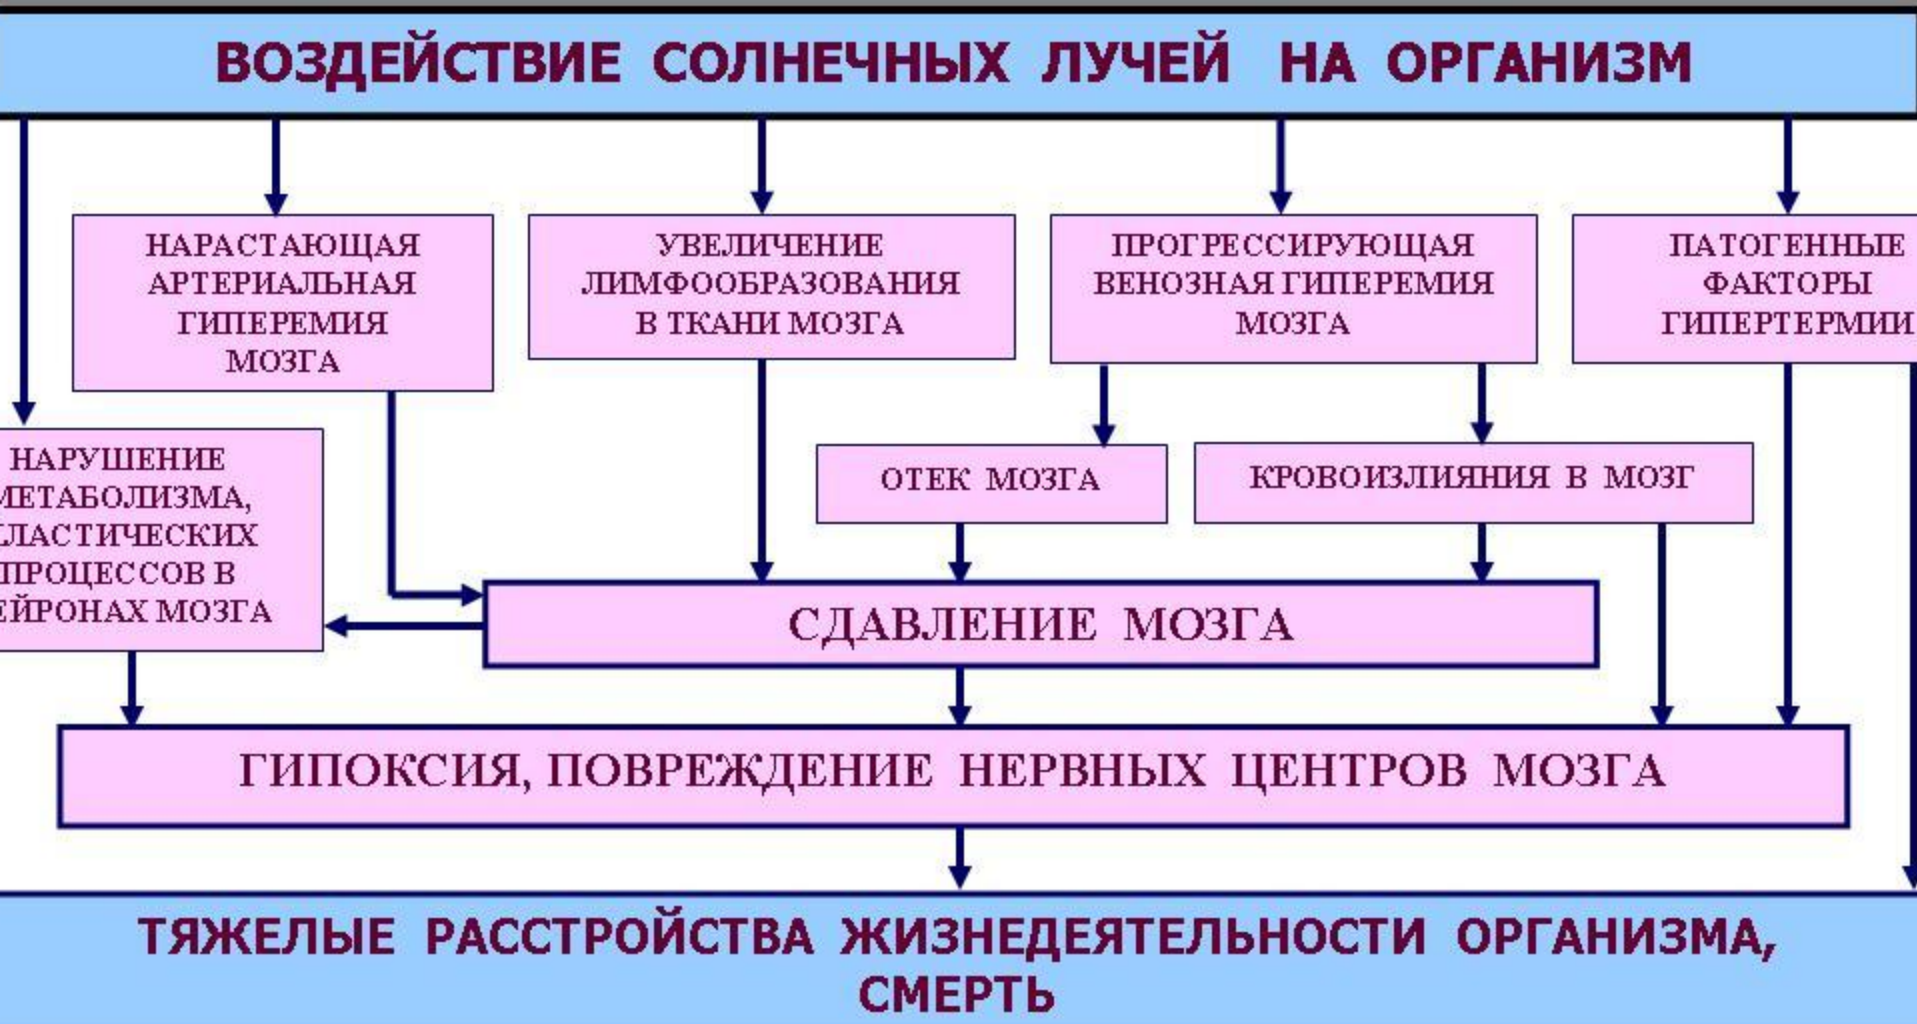 ВОЗДЕЙСТВИЕ СОЛНЕЧНЫХ ЛУЧЕЙ НА ОРГАНИЗМ
НАРАСТАЮЩАЯ
АРТЕРИАЛЬНАЯ
ГИПЕРЕМИЯ
МОЗГА
УВЕЛИЧЕНИЕ
ЛИМФООБРАЗОВАНИЯ
В ТКАНИ МОЗГА
ПРОГРЕССИРУЮЩАЯ
ВЕНОЗНАЯ ГИПЕРЕМИЯ
МОЗГА
ПАТОГЕННЫЕ
ФАКТОРЫ
ГИПЕРТЕРМИИ
НАРУШЕНИЕ
МЕТАБОЛИЗМА,
ЛАСТИЧЕСКИХ
ПРОЦЕССОВ В
ЕЙРОНАХ МОЗГА
ОТЕК МОЗГА
КРОВОИЗЛИЯНИЯ В МОЗГ
СДАВЛЕНИЕ МОЗГА
ГИПОКСИЯ, ПОВРЕЖДЕНИЕ НЕРВНЫХ ЦЕНТРОВ МОЗГА
ТЯЖЕЛЫЕ РАССТРОЙСТВА ЖИЗНЕДЕЯТЕЛЬНОСТИ ОРГАНИЗМА,
СМЕРТЬ